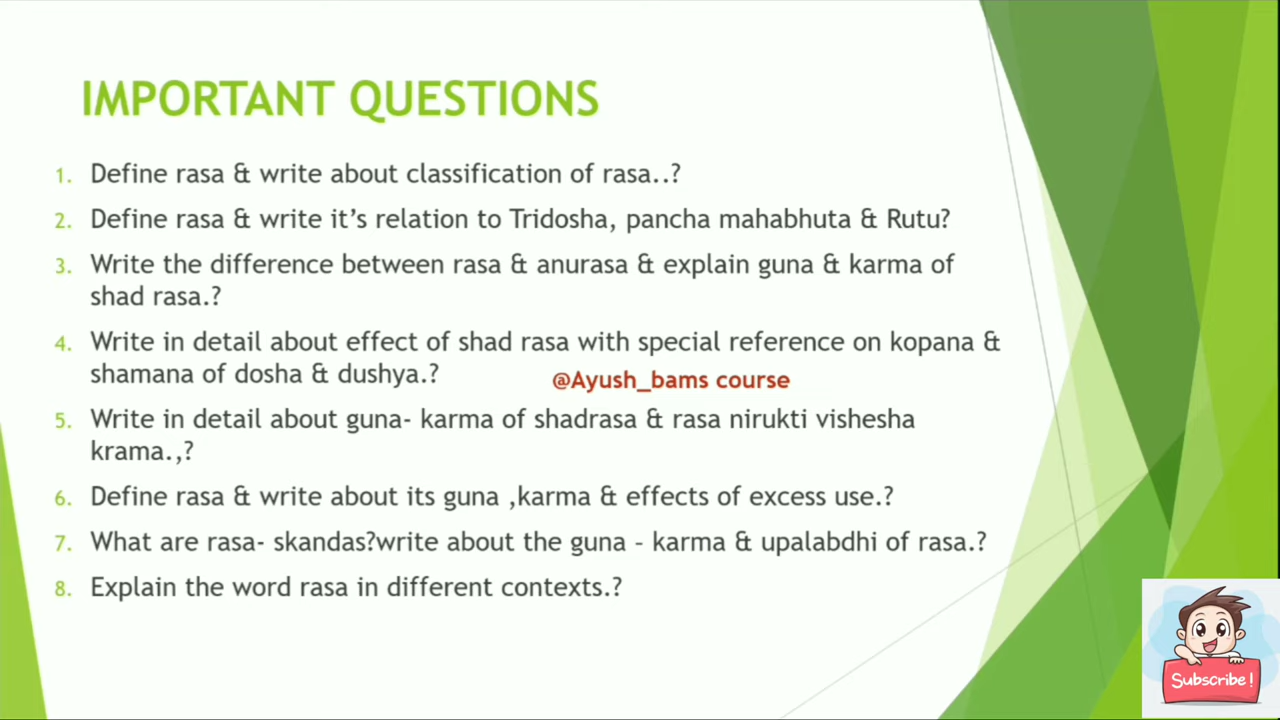 IMPORTANT QUESTIONS
1. Define rasa & write about classification of rasa..?
2. Define rasa & write it's relation to Tridosha, pancha mahabhuta & Rutu?
3. Write the difference between rasa & anurasa & explain guna & karma of
shad rasa.?
4. Write in detail about effect of shad rasa with special reference on kopana &
shamana of dosha & dushya.?
@Ayush_bams course
5. Write in detail about guna- karma of shadrasa & rasa nirukti vishesha
krama.,?
6. Define rasa & write about its guna ,karma & effects of excess use.?
7. What are rasa- skandas?write about the guna – karma & upalabdhi of rasa.?
8. Explain the word rasa in different contexts.?
Subscribe!